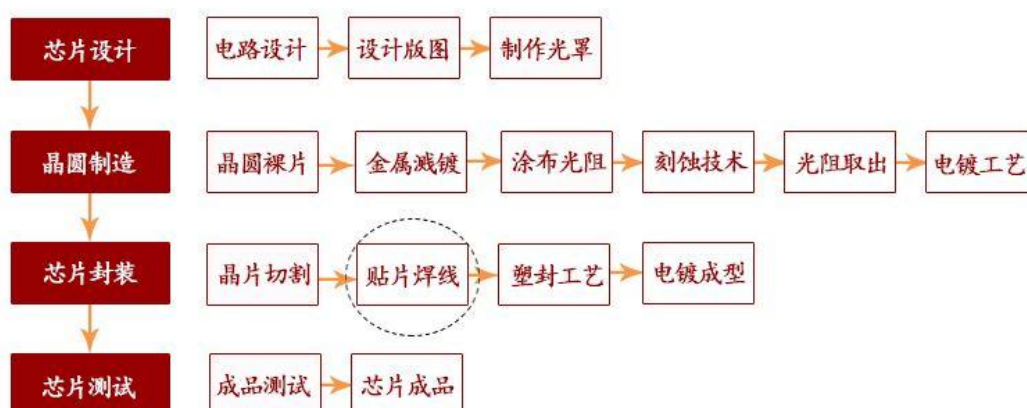 芯片设计 电路设计 设计版图 制作光罩
晶圆制造 晶圆裸片 金属溅镀 涂布光阻 刻蚀技术 光阻取出 电镀工艺
芯片封装 晶片切割 贴片焊线 塑封工艺 电镀成型
芯片测试 成品测试 芯片成品